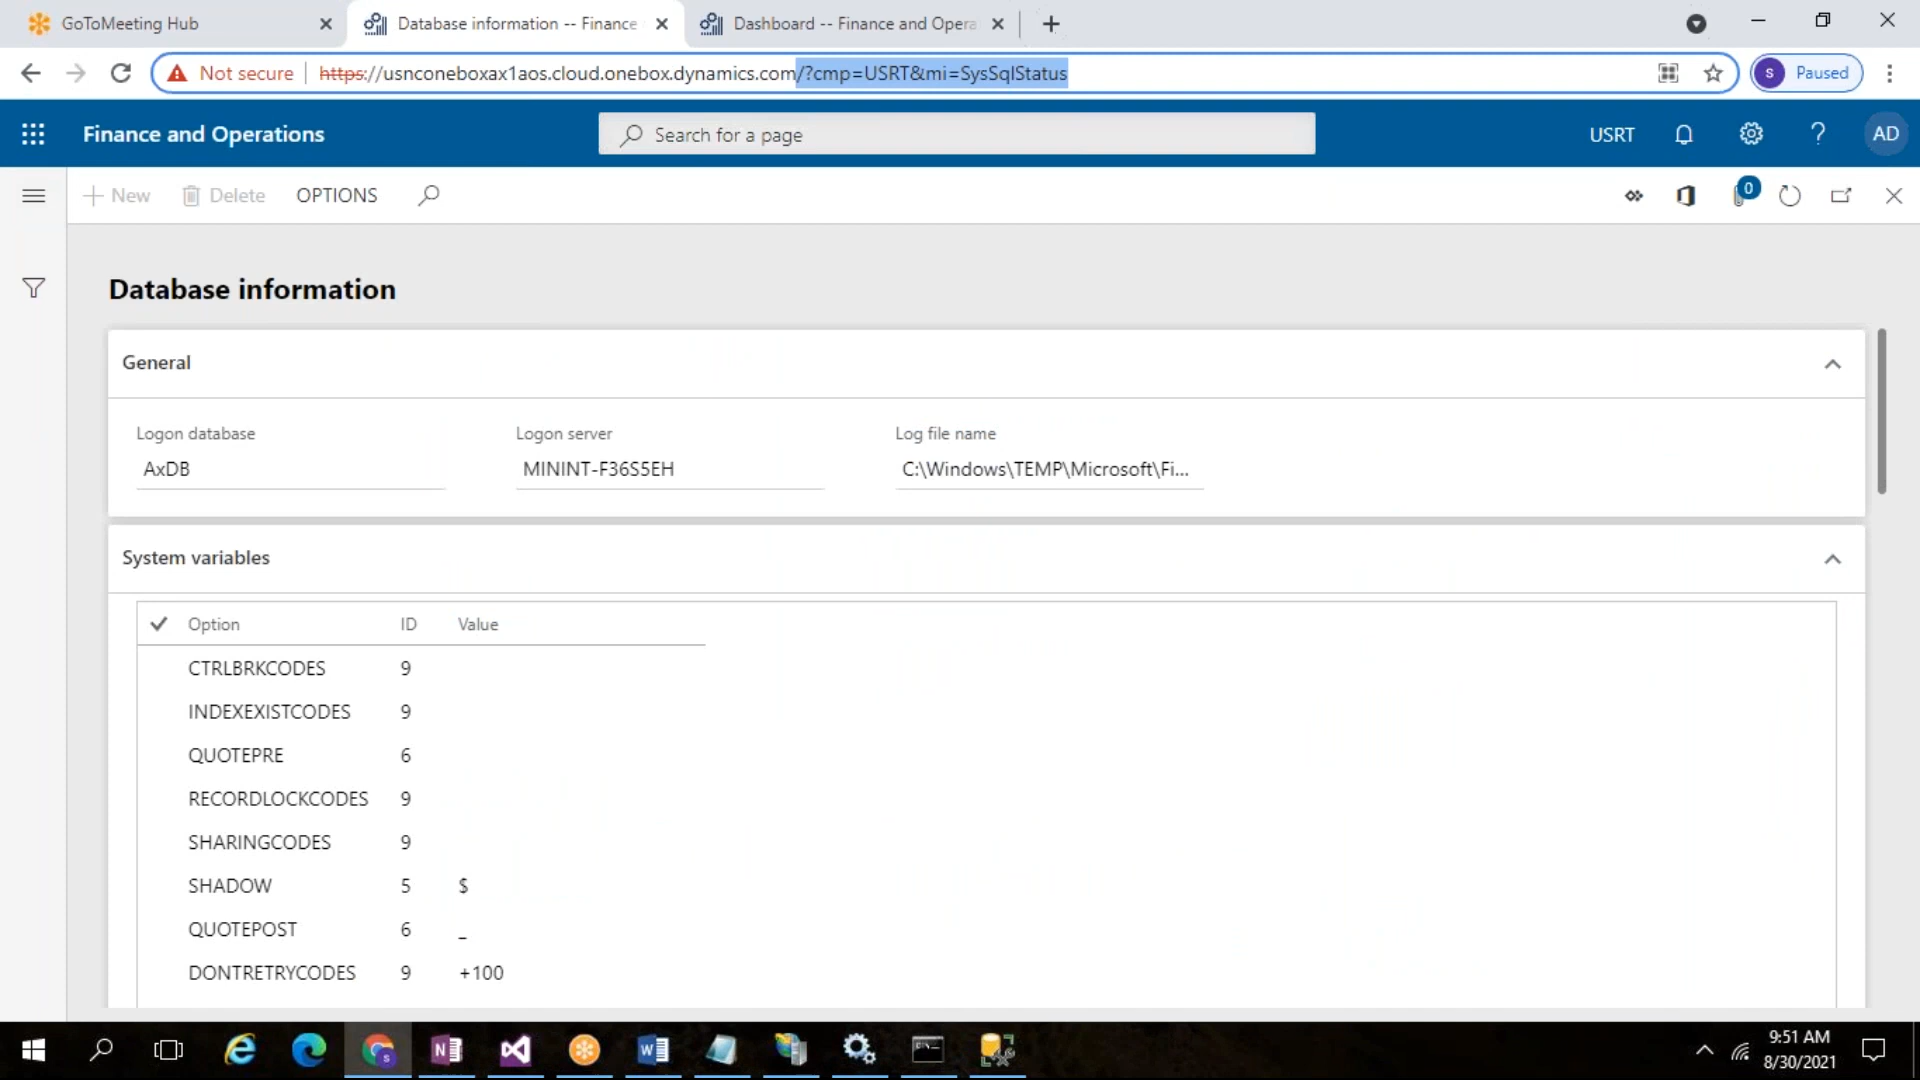 GoToMeeting Hub
Database information -- Finance
Dashboard -- Finance and Opera
Not secure
https://usnconeboxax1aos.cloud.onebox.dynamics.com/?cmp=USRT&mi=SysSqlStatus
s
Paused
Finance and Operations
Search for a page
USRT
?
AD
New
Delete
OPTIONS
0
Database information
General
Logon database
Logon server
Log file name
AxDB
MININT-F36S5EH
C:\Windows\TEMP\Microsoft\Fi...
System variables
Option ID Value
CTRLBRKCODES 9
INDEXEXISTCODES 9
QUOTEPRE 6
RECORDLOCKCODES 9
SHARINGCODES 9
SHADOW 5 $
QUOTEPOST 6 _
DONTRETRYCODES 9 +100
9:51 AM
8/30/2021